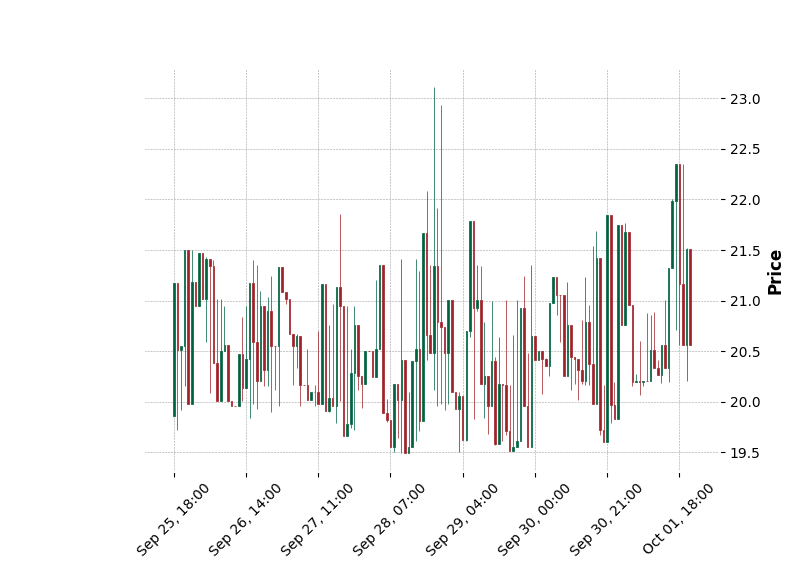 23.0
22.5
22.0
21.5
21.0
20.5
20.0
19.5
Price
Sep 25, 18:00
Sep 26, 14:00
Sep 27, 11:00
Sep 28, 07:00
Sep 29, 04:00
Sep 30, 00:00
Sep 30, 21:00
Oct 01, 18:00